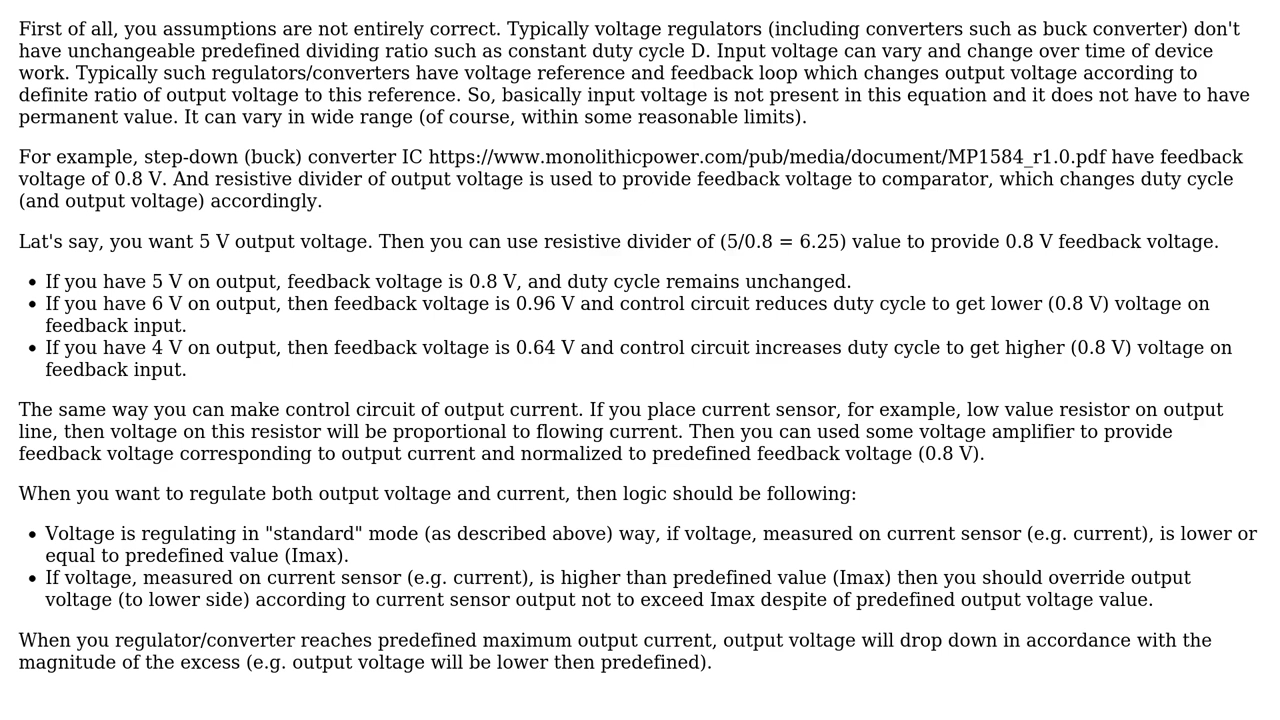 First of all, you assumptions are not entirely correct. Typically voltage regulators (including converters such as buck converter) don't
have unchangeable predefined dividing ratio such as constant duty cycle D. Input voltage can vary and change over time of device
work. Typically such regulators/converters have voltage reference and feedback loop which changes output voltage according to
definite ratio of output voltage to this reference. So, basically input voltage is not present in this equation and it does not have to have
permanent value. It can vary in wide range (of course, within some reasonable limits).
For example, step-down (buck) converter IC https://www.monolithicpower.com/pub/media/document/MP1584_r1.0.pdf have feedback
voltage of 0.8 V. And resistive divider of output voltage is used to provide feedback voltage to comparator, which changes duty cycle
(and output voltage) accordingly.
Lat's say, you want 5 V output voltage. Then you can use resistive divider of (5/0.8 = 6.25) value to provide 0.8 V feedback voltage.
• If you have 5 V on output, feedback voltage is 0.8 V, and duty cycle remains unchanged.
• If you have 6 V on output, then feedback voltage is 0.96 V and control circuit reduces duty cycle to get lower (0.8 V) voltage on
feedback input.
• If you have 4 V on output, then feedback voltage is 0.64 V and control circuit increases duty cycle to get higher (0.8 V) voltage on
feedback input.
The same way you can make control circuit of output current. If you place current sensor, for example, low value resistor on output
line, then voltage on this resistor will be proportional to flowing current. Then you can used some voltage amplifier to provide
feedback voltage corresponding to output current and normalized to predefined feedback voltage (0.8 V).
When you want to regulate both output voltage and current, then logic should be following:
• Voltage is regulating in "standard" mode (as described above) way, if voltage, measured on current sensor (e.g. current), is lower or
equal to predefined value (Imax).
• If voltage, measured on current sensor (e.g. current), is higher than predefined value (Imax) then you should override output
voltage (to lower side) according to current sensor output not to exceed Imax despite of predefined output voltage value.
When you regulator/converter reaches predefined maximum output current, output voltage will drop down in accordance with the
magnitude of the excess (e.g. output voltage will be lower then predefined).